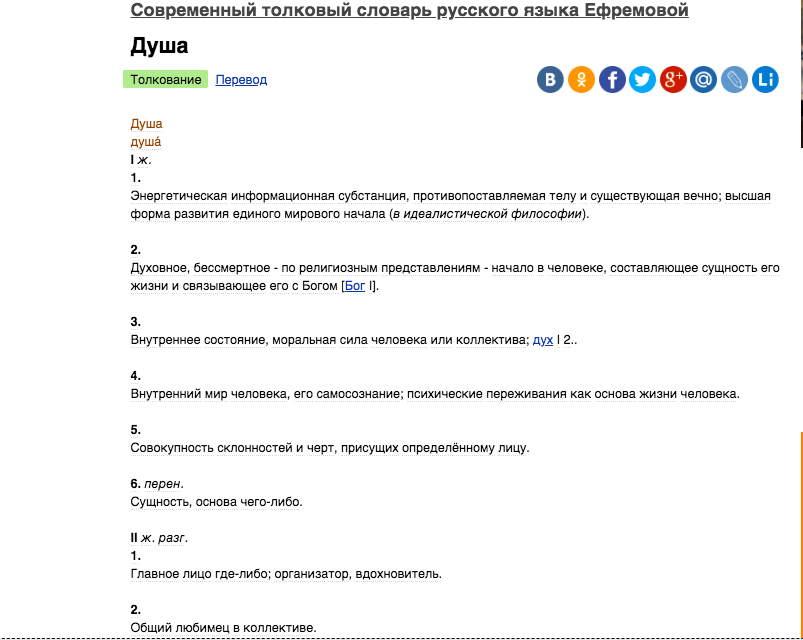 Современный толковый словарь русского языка Ефремовой
Душа
Толкование Перевод
B f g+ @ Li
Душа
душа́
I ж.
1.
Энергетическая информационная субстанция, противопоставляемая телу и существующая вечно; высшая
форма развития единого мирового начала (в идеалистической философии).
2.
Духовное, бессмертное - по религиозным представлениям - начало в человеке, составляющее сущность его
жизни и связывающее его с Богом [Бог I].
3.
Внутреннее состояние, моральная сила человека или коллектива; дух I 2..
4.
Внутренний мир человека, его самосознание; психические переживания как основа жизни человека.
5.
Совокупность склонностей и черт, присущих определённому лицу.
6. перен.
Сущность, основа чего-либо.
II ж. разг.
1.
Главное лицо где-либо; организатор, вдохновитель.
2.
Общий любимец в коллективе.